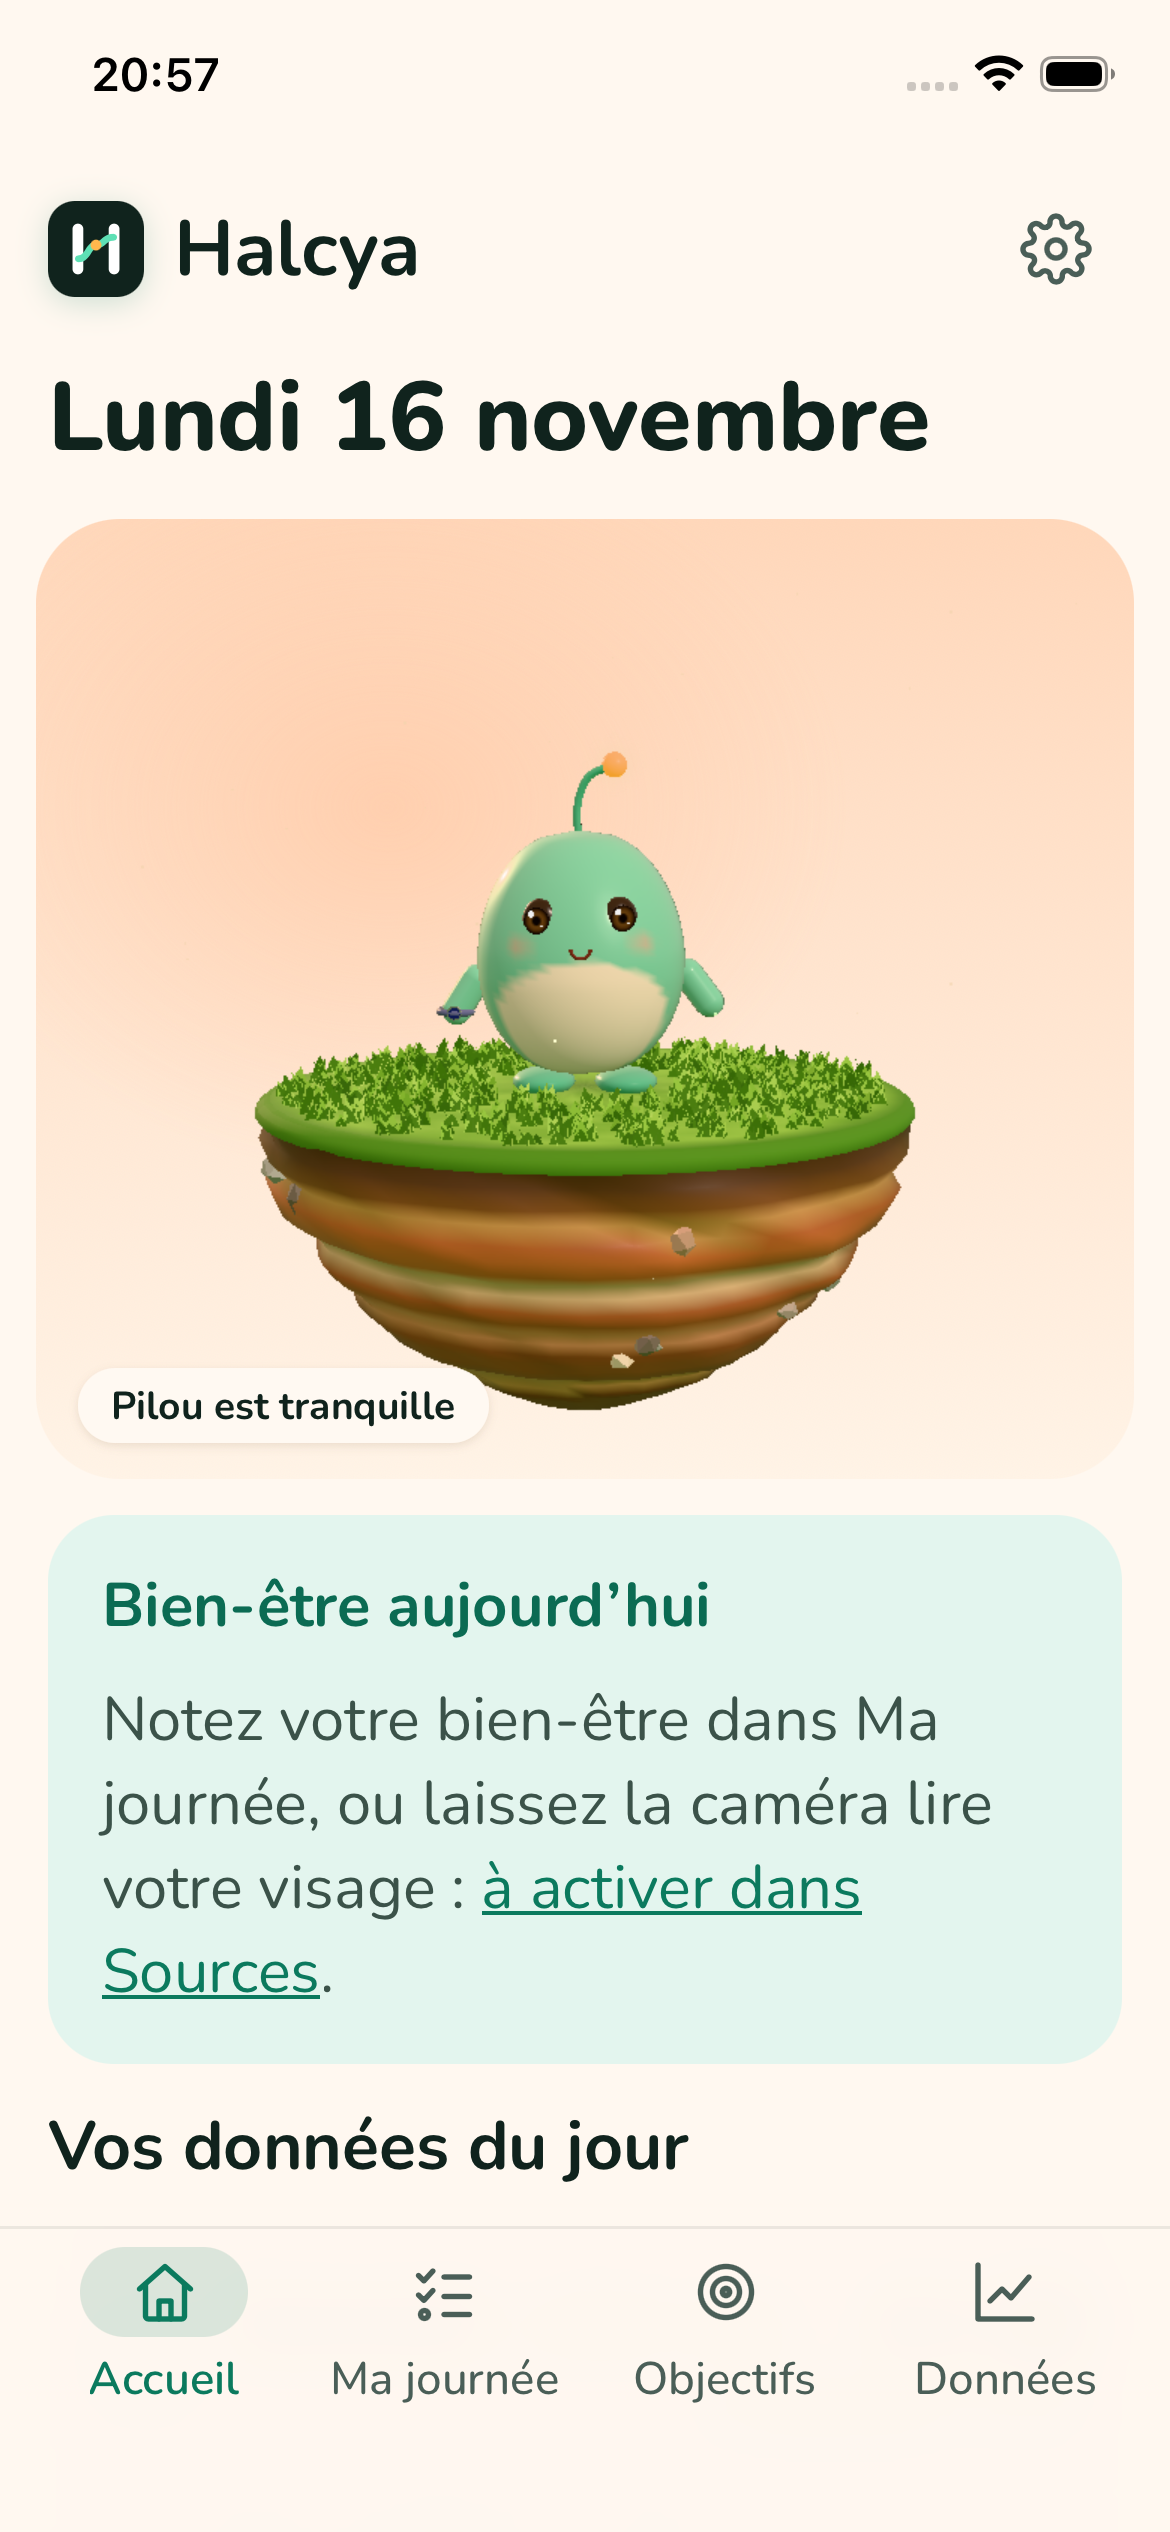 20:57
Halcya
Lundi 16 novembre
Pilou est tranquille
Bien-être aujourd’hui
Notez votre bien-être dans Ma
journée, ou laissez la caméra lire
votre visage : à activer dans
Sources.
Vos données du jour
Accueil
Ma journée
Objectifs
Données